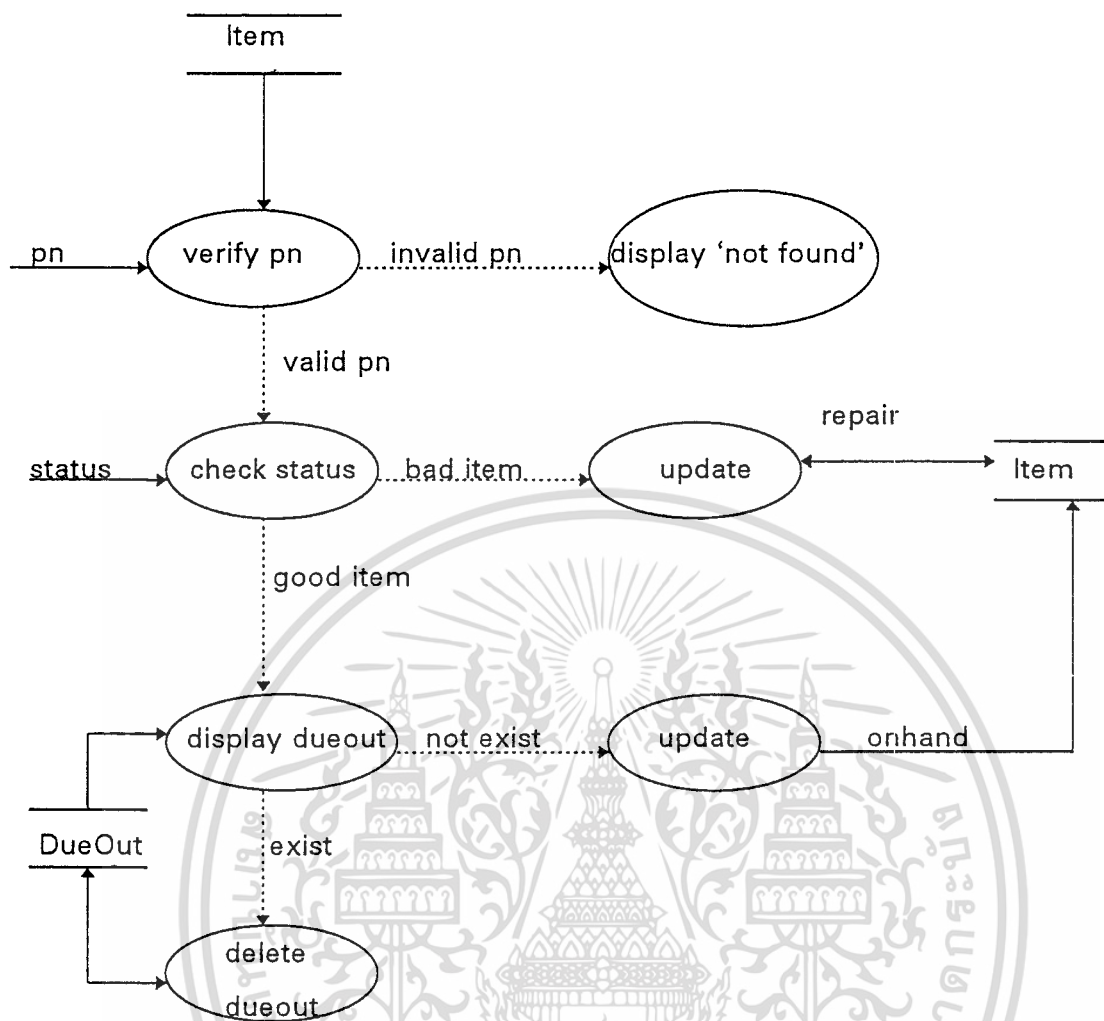 Item
pn
verify pn
invalid pn
display ‘not found’
valid pn
repair
status
check status
bad item
update
Item
good item
display dueout
not exist
update
onhand
DueOut
exist
delete
dueout